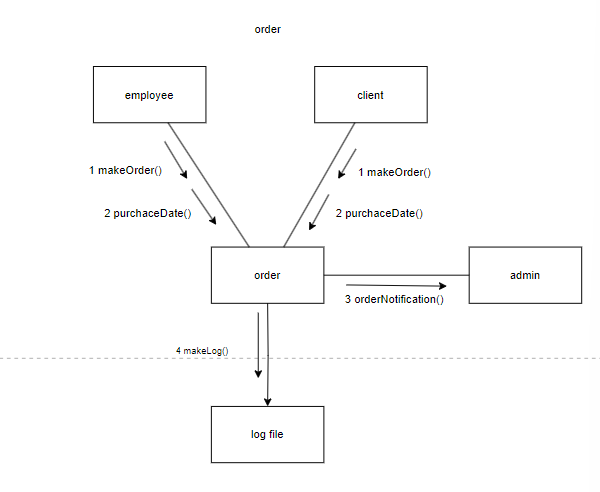 order
employee
client
1 makeOrder()
1 makeOrder()
2 purchaceDate()
2 purchaceDate()
order
admin
3 orderNotification()
4 makeLog()
log file